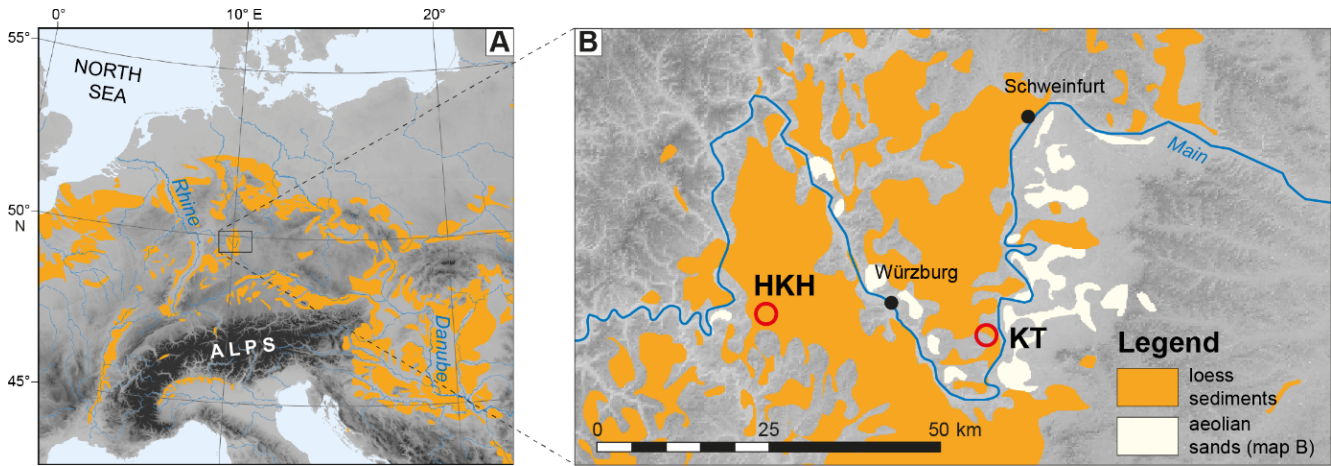 0°
10° E
20°
A
55°
NORTH
SEA
Rhine
50°
N
ALPS
Danube
45°
B
Schweinfurt
Main
Würzburg
HKH
KT
Legend
loess
sediments
aeolian
sands (map B)
0
25
50 km